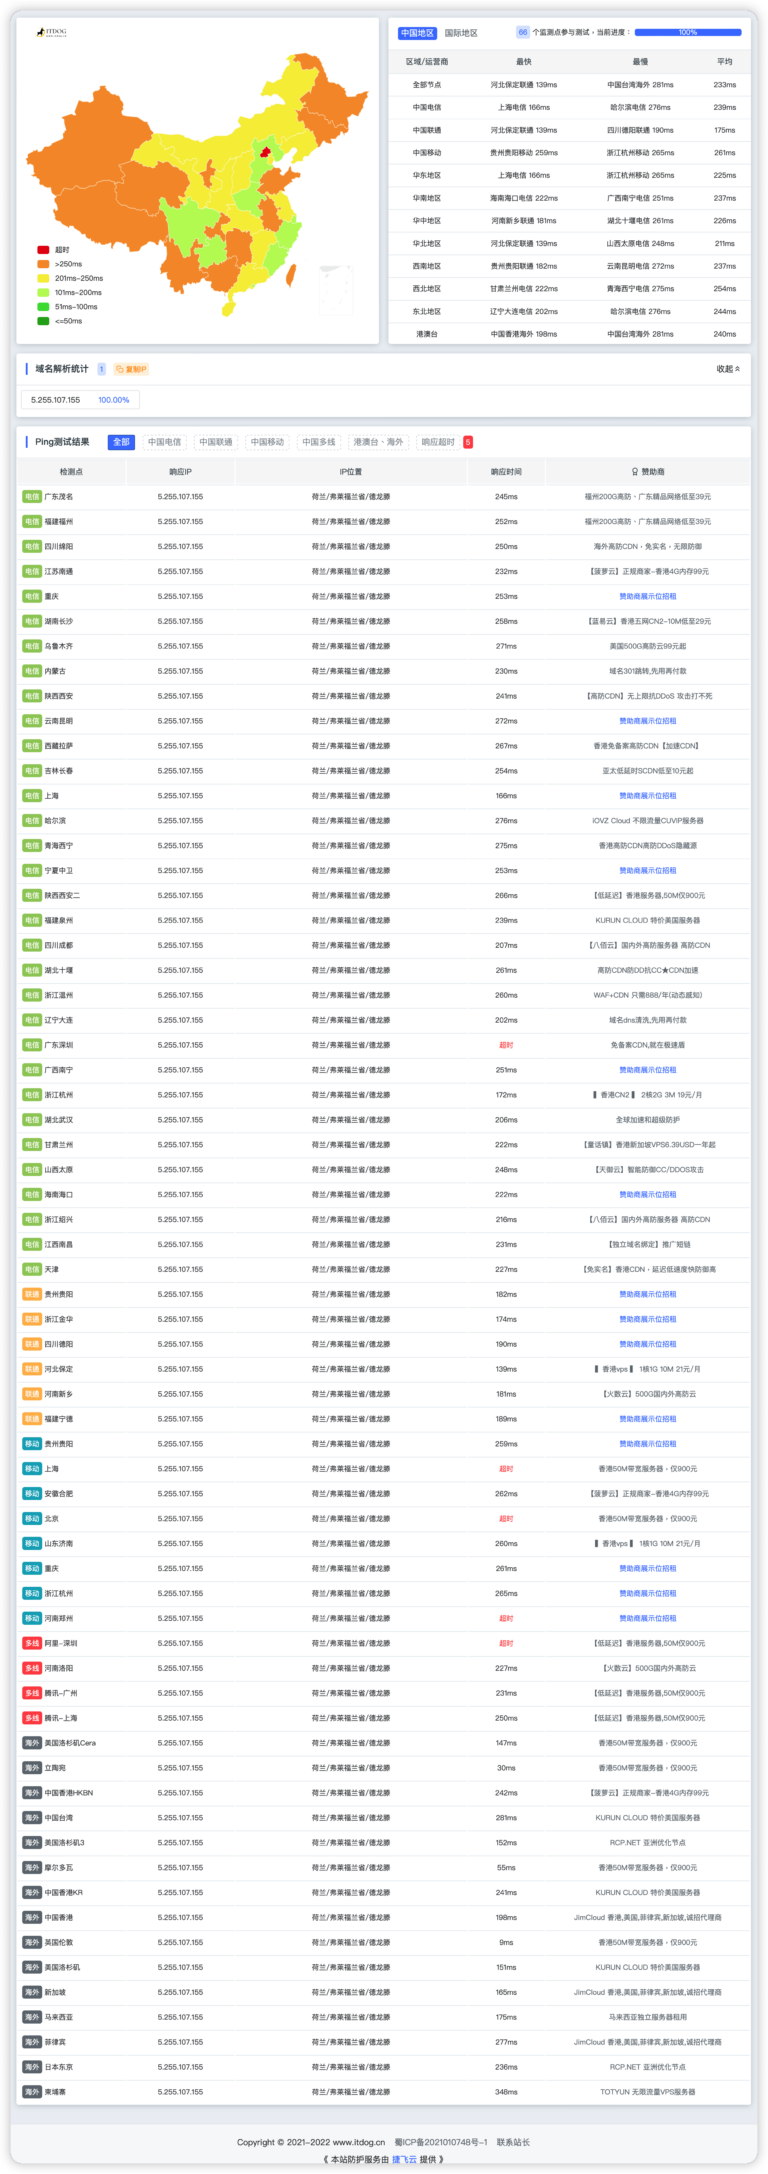 ITDOG
超时
>250ms
201ms~250ms
101ms~200ms
51ms~100ms
<=50ms
中国地区 国际地区 66 个监测点参与测试,当前进度: 100%
区域/运营商 最快 最慢 平均
全部节点 河北保定联通 139ms 中国台湾海外 281ms 233ms
中国电信 上海电信 166ms 哈尔滨电信 276ms 239ms
中国联通 河北保定联通 139ms 四川德阳联通 190ms 175ms
中国移动 贵州贵阳移动 259ms 浙江杭州移动 265ms 261ms
华东地区 上海电信 166ms 浙江杭州移动 265ms 225ms
华南地区 海南海口电信 222ms 广西南宁电信 251ms 237ms
华中地区 河南新乡联通 181ms 湖北十堰电信 261ms 226ms
华北地区 河北保定联通 139ms 山西太原电信 248ms 211ms
西南地区 贵州贵阳联通 182ms 云南昆明电信 272ms 237ms
西北地区 甘肃兰州电信 222ms 青海西宁电信 275ms 254ms
东北地区 辽宁大连电信 202ms 哈尔滨电信 276ms 244ms
港澳台 中国香港海外 198ms 中国台湾海外 281ms 240ms
域名解析统计 1 复制IP 收起
5.255.107.155 100.00%
Ping测试结果 全部 中国电信 中国联通 中国移动 中国多线 港澳台、海外 响应超时 5
检测点 响应IP IP位置 响应时间 赞助商
电信 广东茂名 5.255.107.155 荷兰/弗莱福兰省/德龙滕 245ms 福州200G高防、广东精品网络低至39元
电信 福建福州 5.255.107.155 荷兰/弗莱福兰省/德龙滕 252ms 福州200G高防、广东精品网络低至39元
电信 四川绵阳 5.255.107.155 荷兰/弗莱福兰省/德龙滕 250ms 海外高防CDN,免实名,无限防御
电信 江苏南通 5.255.107.155 荷兰/弗莱福兰省/德龙滕 232ms 【菠萝云】正规商家-香港4G内存99元
电信 重庆 5.255.107.155 荷兰/弗莱福兰省/德龙滕 253ms 赞助商展示位招租
电信 湖南长沙 5.255.107.155 荷兰/弗莱福兰省/德龙滕 258ms 【蓝易云】香港五网CN2-10M低至29元
电信 乌鲁木齐 5.255.107.155 荷兰/弗莱福兰省/德龙滕 271ms 美国500G高防云99元起
电信 内蒙古 5.255.107.155 荷兰/弗莱福兰省/德龙滕 230ms 域名301跳转,先用再付款
电信 陕西西安 5.255.107.155 荷兰/弗莱福兰省/德龙滕 241ms 【高防CDN】无上限抗DDoS 攻击打不死
电信 云南昆明 5.255.107.155 荷兰/弗莱福兰省/德龙滕 272ms 赞助商展示位招租
电信 西藏拉萨 5.255.107.155 荷兰/弗莱福兰省/德龙滕 267ms 香港免备案高防CDN【加速CDN】
电信 吉林长春 5.255.107.155 荷兰/弗莱福兰省/德龙滕 254ms 亚太低延时SCDN低至10元起
电信 上海 5.255.107.155 荷兰/弗莱福兰省/德龙滕 166ms 赞助商展示位招租
电信 哈尔滨 5.255.107.155 荷兰/弗莱福兰省/德龙滕 276ms iOVZ Cloud 不限流量CUVIP服务器
电信 青海西宁 5.255.107.155 荷兰/弗莱福兰省/德龙滕 275ms 香港高防CDN高防DDoS隐藏源
电信 宁夏中卫 5.255.107.155 荷兰/弗莱福兰省/德龙滕 253ms 赞助商展示位招租
电信 陕西西安二 5.255.107.155 荷兰/弗莱福兰省/德龙滕 266ms 【低延迟】香港服务器,50M仅900元
电信 福建泉州 5.255.107.155 荷兰/弗莱福兰省/德龙滕 239ms KURUN CLOUD 特价美国服务器
电信 四川成都 5.255.107.155 荷兰/弗莱福兰省/德龙滕 207ms 【八佰云】国内外高防服务器 高防CDN
电信 湖北十堰 5.255.107.155 荷兰/弗莱福兰省/德龙滕 261ms 高防CDN防DD抗CC★CDN加速
电信 浙江温州 5.255.107.155 荷兰/弗莱福兰省/德龙滕 260ms WAF+CDN 只需888/年(动态感知)
电信 辽宁大连 5.255.107.155 荷兰/弗莱福兰省/德龙滕 202ms 域名dns清洗,先用再付款
电信 广东深圳 5.255.107.155 荷兰/弗莱福兰省/德龙滕 超时 免备案CDN,就在极速盾
电信 广西南宁 5.255.107.155 荷兰/弗莱福兰省/德龙滕 251ms 赞助商展示位招租
电信 浙江杭州 5.255.107.155 荷兰/弗莱福兰省/德龙滕 172ms ▌香港CN2▌ 2核2G 3M 19元/月
电信 湖北武汉 5.255.107.155 荷兰/弗莱福兰省/德龙滕 206ms 全球加速和超级防护
电信 甘肃兰州 5.255.107.155 荷兰/弗莱福兰省/德龙滕 222ms 【童话镇】香港新加坡VPS6.39USD一年起
电信 山西太原 5.255.107.155 荷兰/弗莱福兰省/德龙滕 248ms 【天御云】智能防御CC/DDOS攻击
电信 海南海口 5.255.107.155 荷兰/弗莱福兰省/德龙滕 222ms 赞助商展示位招租
电信 浙江绍兴 5.255.107.155 荷兰/弗莱福兰省/德龙滕 216ms 【八佰云】国内外高防服务器 高防CDN
电信 江西南昌 5.255.107.155 荷兰/弗莱福兰省/德龙滕 231ms 【独立域名绑定】推广短链
电信 天津 5.255.107.155 荷兰/弗莱福兰省/德龙滕 227ms 【免实名】香港CDN,延迟低速度快防御高
联通 贵州贵阳 5.255.107.155 荷兰/弗莱福兰省/德龙滕 182ms 赞助商展示位招租
联通 浙江金华 5.255.107.155 荷兰/弗莱福兰省/德龙滕 174ms 赞助商展示位招租
联通 四川德阳 5.255.107.155 荷兰/弗莱福兰省/德龙滕 190ms 赞助商展示位招租
联通 河北保定 5.255.107.155 荷兰/弗莱福兰省/德龙滕 139ms ▌香港vps▌ 1核1G 10M 21元/月
联通 河南新乡 5.255.107.155 荷兰/弗莱福兰省/德龙滕 181ms 【火数云】500G国内外高防云
联通 福建宁德 5.255.107.155 荷兰/弗莱福兰省/德龙滕 189ms 赞助商展示位招租
移动 贵州贵阳 5.255.107.155 荷兰/弗莱福兰省/德龙滕 259ms 赞助商展示位招租
移动 上海 5.255.107.155 荷兰/弗莱福兰省/德龙滕 超时 香港50M带宽服务器,仅900元
移动 安徽合肥 5.255.107.155 荷兰/弗莱福兰省/德龙滕 262ms 【菠萝云】正规商家-香港4G内存99元
移动 北京 5.255.107.155 荷兰/弗莱福兰省/德龙滕 超时 香港50M带宽服务器,仅900元
移动 山东济南 5.255.107.155 荷兰/弗莱福兰省/德龙滕 260ms ▌香港vps▌ 1核1G 10M 21元/月
移动 重庆 5.255.107.155 荷兰/弗莱福兰省/德龙滕 261ms 赞助商展示位招租
移动 浙江杭州 5.255.107.155 荷兰/弗莱福兰省/德龙滕 265ms 赞助商展示位招租
移动 河南郑州 5.255.107.155 荷兰/弗莱福兰省/德龙滕 超时 赞助商展示位招租
多线 阿里-深圳 5.255.107.155 荷兰/弗莱福兰省/德龙滕 超时 【低延迟】香港服务器,50M仅900元
多线 河南洛阳 5.255.107.155 荷兰/弗莱福兰省/德龙滕 227ms 【火数云】500G国内外高防云
多线 腾讯-广州 5.255.107.155 荷兰/弗莱福兰省/德龙滕 231ms 【低延迟】香港服务器,50M仅900元
多线 腾讯-上海 5.255.107.155 荷兰/弗莱福兰省/德龙滕 250ms 【低延迟】香港服务器,50M仅900元
海外 美国洛杉矶Cera 5.255.107.155 荷兰/弗莱福兰省/德龙滕 147ms 香港50M带宽服务器,仅900元
海外 立陶宛 5.255.107.155 荷兰/弗莱福兰省/德龙滕 30ms 香港50M带宽服务器,仅900元
海外 中国香港HKBN 5.255.107.155 荷兰/弗莱福兰省/德龙滕 242ms 【菠萝云】正规商家-香港4G内存99元
海外 中国台湾 5.255.107.155 荷兰/弗莱福兰省/德龙滕 281ms KURUN CLOUD 特价美国服务器
海外 美国洛杉矶3 5.255.107.155 荷兰/弗莱福兰省/德龙滕 152ms RCP.NET 亚洲优化节点
海外 摩尔多瓦 5.255.107.155 荷兰/弗莱福兰省/德龙滕 55ms 香港50M带宽服务器,仅900元
海外 中国香港KR 5.255.107.155 荷兰/弗莱福兰省/德龙滕 241ms KURUN CLOUD 特价美国服务器
海外 中国香港 5.255.107.155 荷兰/弗莱福兰省/德龙滕 198ms JimCloud 香港,美国,菲律宾,新加坡,诚招代理商
海外 英国伦敦 5.255.107.155 荷兰/弗莱福兰省/德龙滕 9ms 香港50M带宽服务器,仅900元
海外 美国洛杉矶 5.255.107.155 荷兰/弗莱福兰省/德龙滕 151ms KURUN CLOUD 特价美国服务器
海外 新加坡 5.255.107.155 荷兰/弗莱福兰省/德龙滕 165ms JimCloud 香港,美国,菲律宾,新加坡,诚招代理商
海外 马来西亚 5.255.107.155 荷兰/弗莱福兰省/德龙滕 175ms 马来西亚独立服务器租用
海外 菲律宾 5.255.107.155 荷兰/弗莱福兰省/德龙滕 277ms JimCloud 香港,美国,菲律宾,新加坡,诚招代理商
海外 日本东京 5.255.107.155 荷兰/弗莱福兰省/德龙滕 236ms RCP.NET 亚洲优化节点
海外 柬埔寨 5.255.107.155 荷兰/弗莱福兰省/德龙滕 348ms TOTYUN 无限流量VPS服务器
Copyright © 2021-2022 www.itdog.cn 蜀ICP备2021010748号-1 联系站长
《 本站防护服务由 捷飞云 提供 》